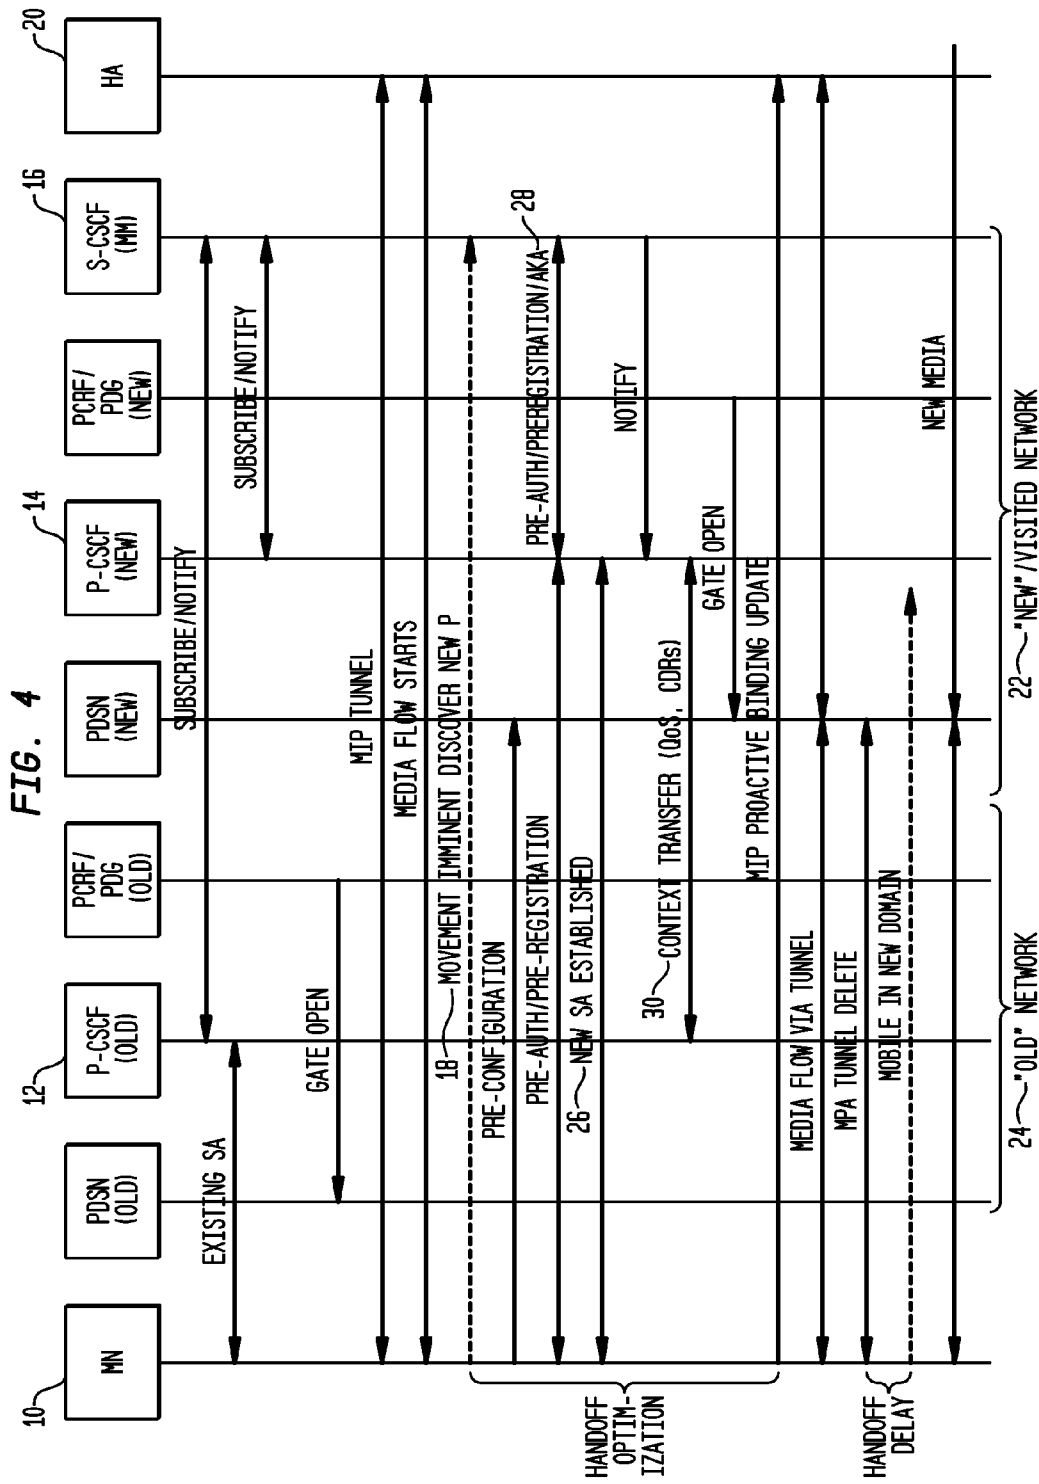 FIG. 4
10
MN
PDSN
(OLD)
12
P-CSCF
(OLD)
PCRF/
PDG
(OLD)
PDSN
(NEW)
14
P-CSCF
(NEW)
PCRF/
PDG
(NEW)
16
S-CSCF
(MM)
20
HA
SUBSCRIBE/NOTIFY
EXISTING SA
SUBSCRIBE/NOTIFY
GATE OPEN
MIP TUNNEL
MEDIA FLOW STARTS
18
MOVEMENT IMMINENT DISCOVER NEW P
PRE-CONFIGURATION
PRE-AUTH/PRE-REGISTRATION
PRE-AUTH/PREREGISTRATION/AKA
28
26
NEW SA ESTABLISHED
NOTIFY
30
CONTEXT TRANSFER (QoS, CDRs)
GATE OPEN
MIP PROACTIVE BINDING UPDATE
MEDIA FLOW VIA TUNNEL
MPA TUNNEL DELETE
MOBILE IN NEW DOMAIN
NEW MEDIA
HANDOFF
OPTIM-
IZATION
HANDOFF
DELAY
24
"OLD" NETWORK
22
"NEW"/VISITED NETWORK